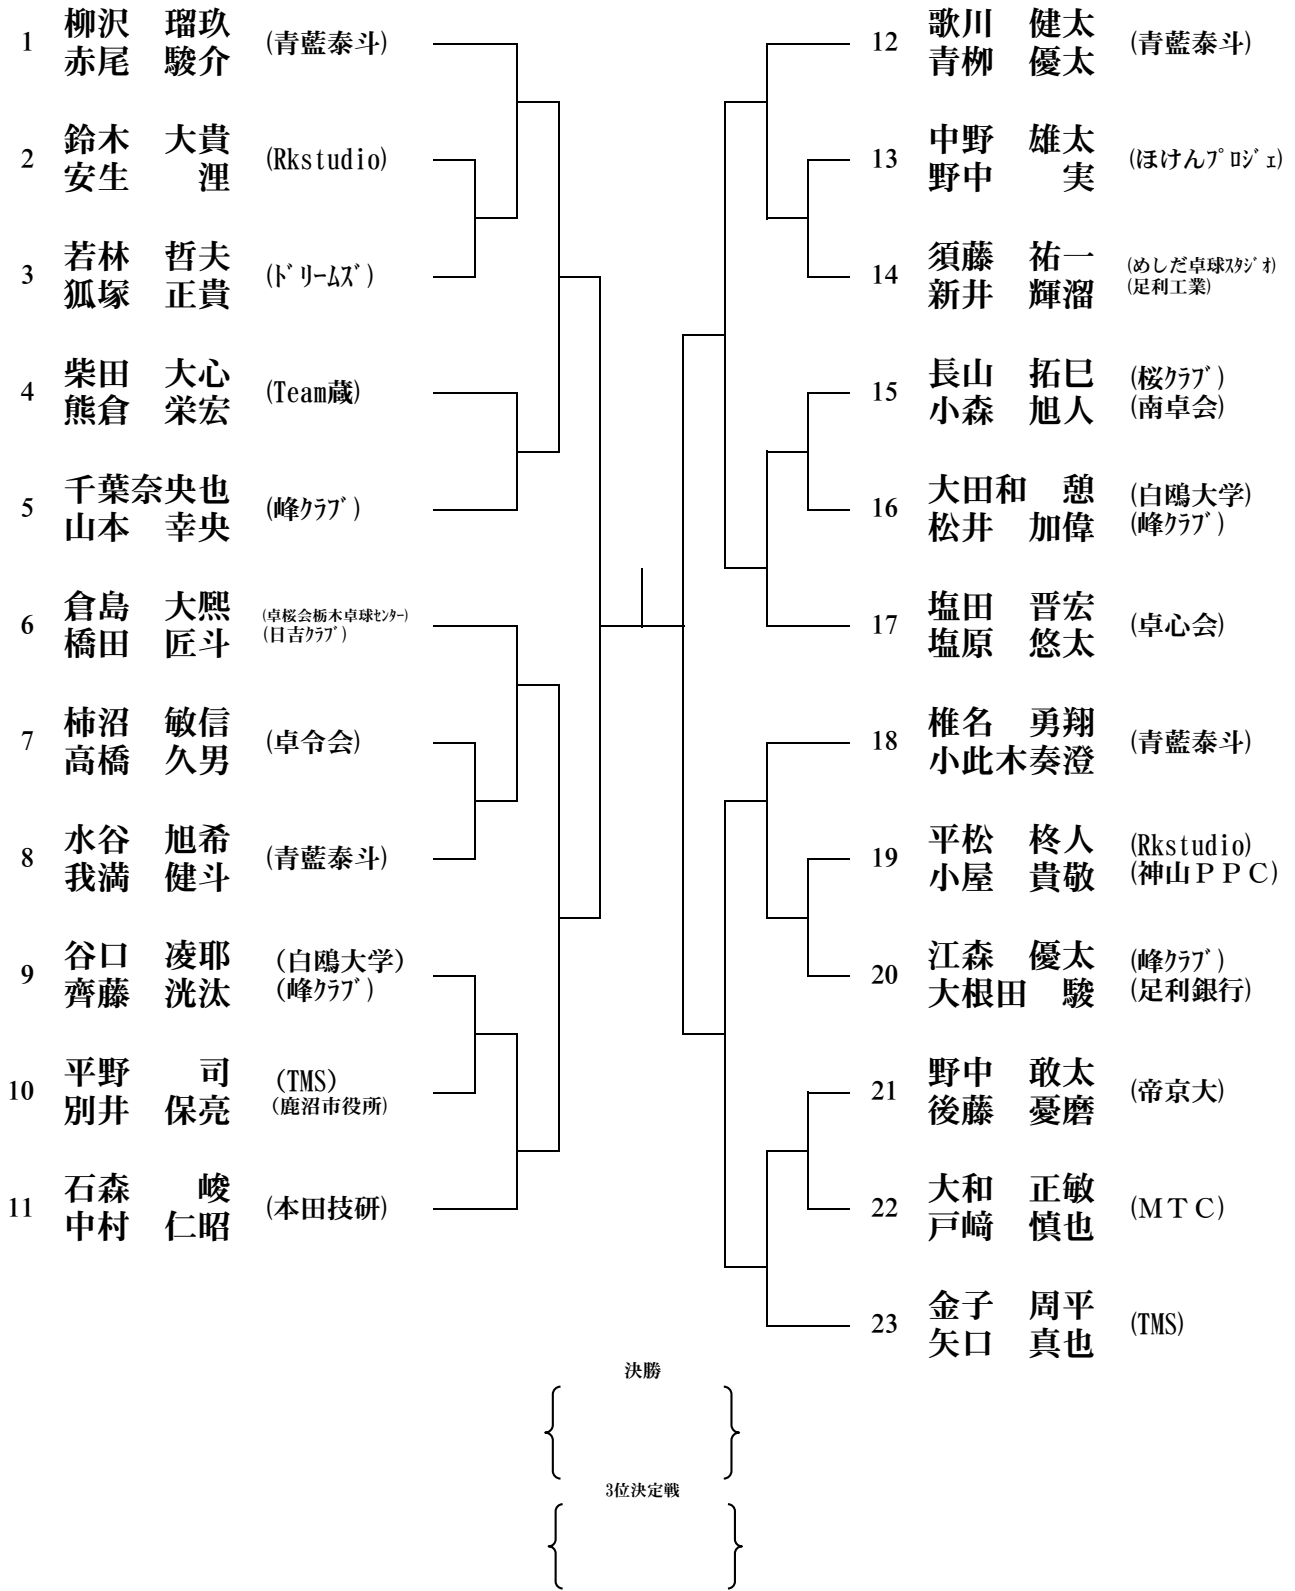 1 柳沢　瑠玖 (青藍泰斗)
赤尾　駿介
2 鈴木　大貴 (Rkstudio)
安生　　浬
3 若林　哲夫 (ﾄﾞﾘｰﾑｽﾞ)
狐塚　正貴
4 柴田　大心 (Team蔵)
熊倉　栄宏
5 千葉奈央也 (峰ｸﾗﾌﾞ)
山本　幸央
6 倉島　大熙 (卓桜会栃木卓球ｾﾝﾀｰ)
橋田　匠斗 (日吉ｸﾗﾌﾞ)
7 柿沼　敏信 (卓令会)
高橋　久男
8 水谷　旭希 (青藍泰斗)
我満　健斗
9 谷口　凌耶 （白鴎大学）
齊藤　洸汰 （峰ｸﾗﾌﾞ)
10 平野　　司 （TMS）
別井　保亮 （鹿沼市役所）
11 石森　　峻 (本田技研)
中村　仁昭
12 歌川　健太 (青藍泰斗)
青栁　優太
13 中野　雄太 (ほけんﾌﾟﾛｼﾞｪ)
野中　　実
14 須藤　祐一 (めしだ卓球ｽﾀｼﾞｵ)
新井　輝溜 (足利工業)
15 長山　拓巳 (桜ｸﾗﾌﾞ)
小森　旭人 (南卓会)
16 大田和　憩 (白鴎大学)
松井　加偉 (峰ｸﾗﾌﾞ)
17 塩田　晋宏 (卓心会)
塩原　悠太
18 椎名　勇翔 (青藍泰斗)
小此木奏澄
19 平松　柊人 (Rkstudio)
小屋　貴敬 (神山ＰＰＣ)
20 江森　優太 (峰ｸﾗﾌﾞ)
大根田　駿 (足利銀行)
21 野中　敢太 (帝京大)
後藤　憂磨
22 大和　正敏 (ＭＴＣ)
戸﨑　慎也
23 金子　周平 (TMS)
矢口　真也
決勝
3位決定戦